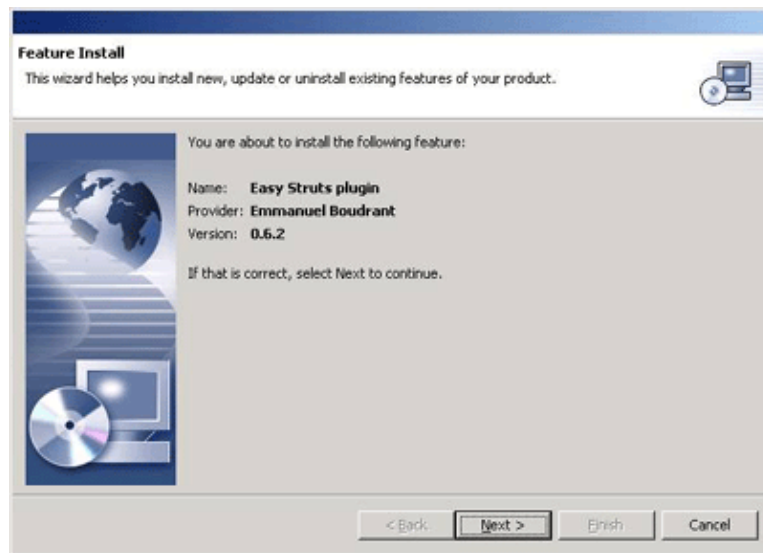 Feature Install
This wizard helps you install new, update or uninstall existing features of your product.
You are about to install the following feature:
Name: Easy Struts plugin
Provider: Emmanuel Boudrant
Version: 0.6.2
If that is correct, select Next to continue.
< Back Next > Finish Cancel